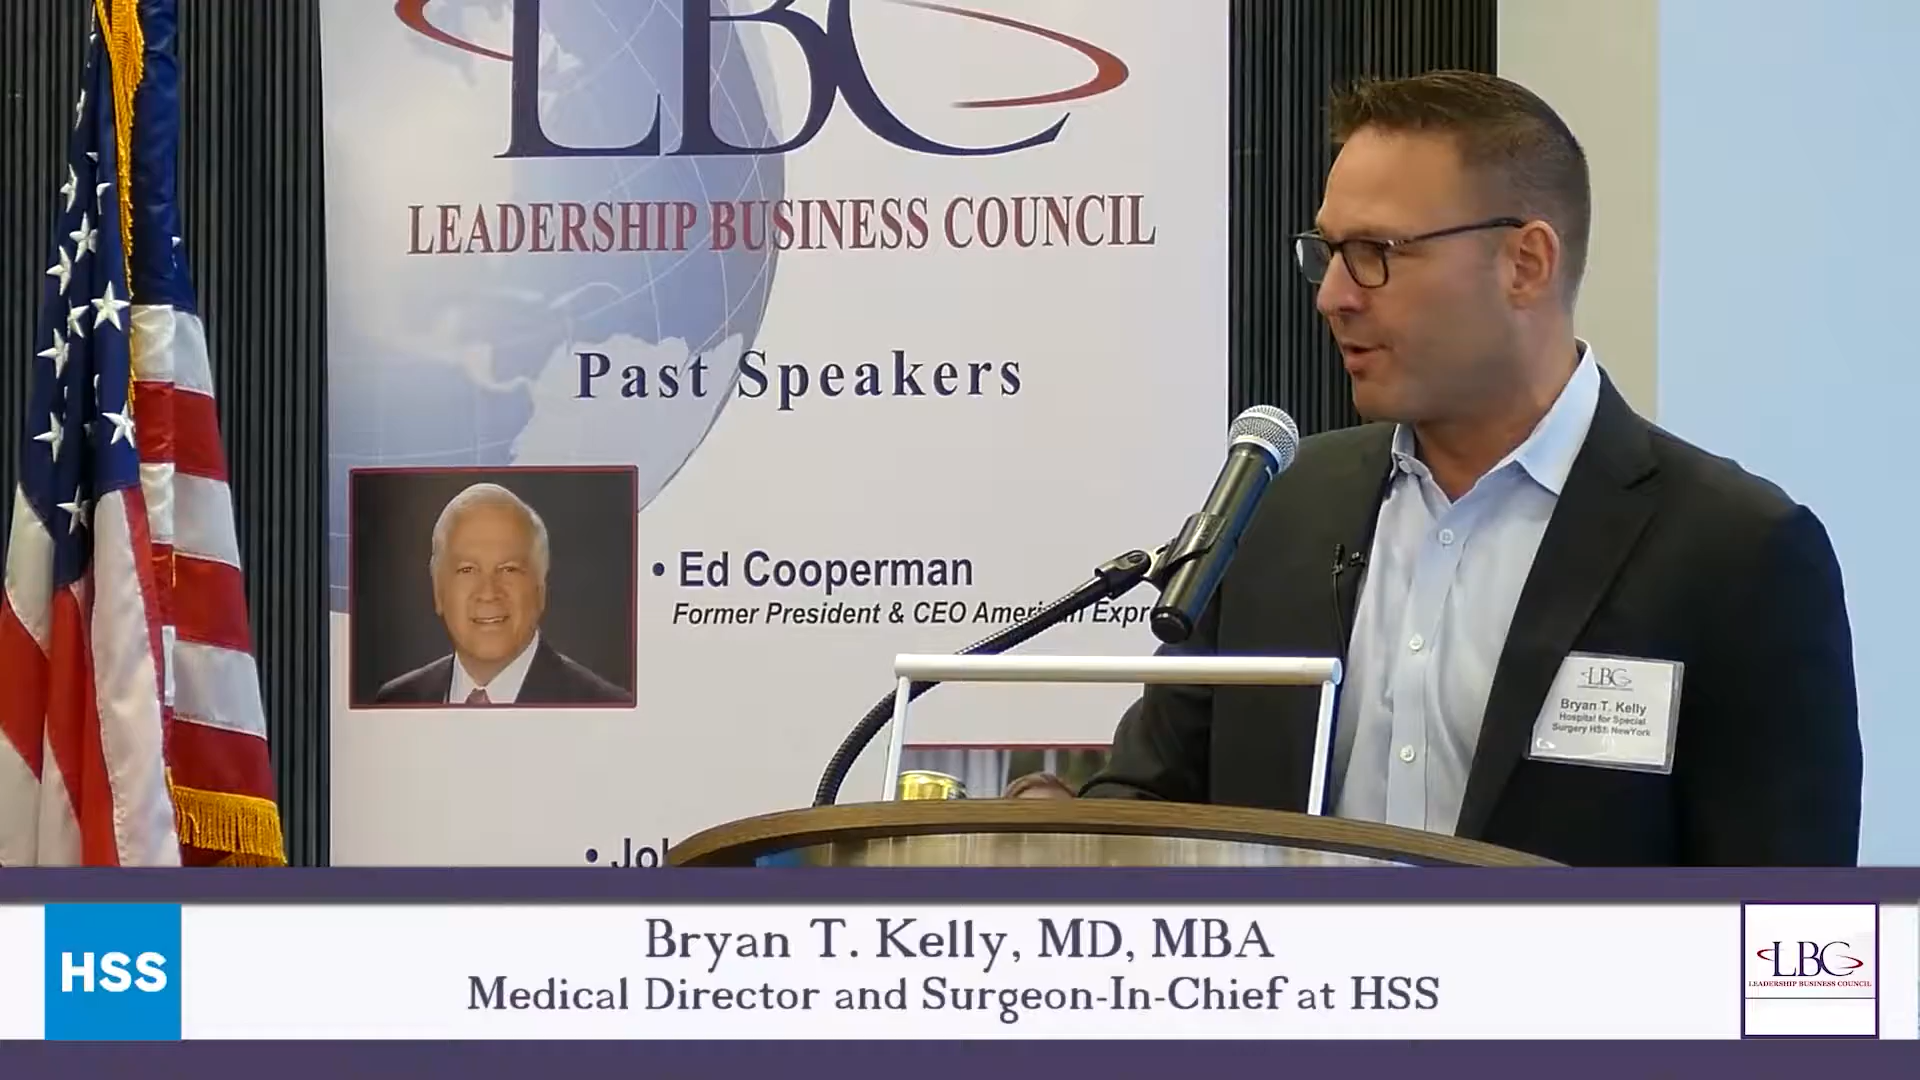 LBC
LEADERSHIP BUSINESS COUNCIL
Past Speakers
• Ed Cooperman
Former President & CEO American Expr
• Joh
LBC
Bryan T. Kelly
Hospital for Special
Surgery HSS NewYork
HSS
Bryan T. Kelly, MD, MBA
Medical Director and Surgeon-In-Chief at HSS
LBC
LEADERSHIP BUSINESS COUNCIL